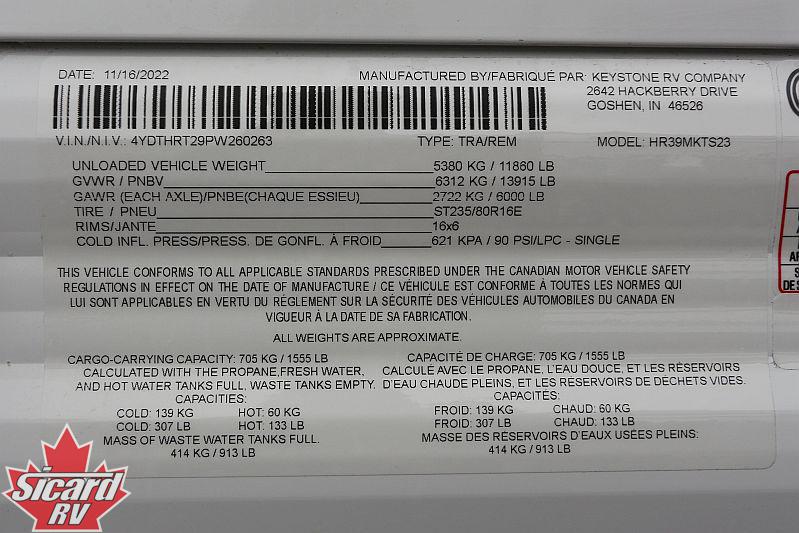 DATE: 11/16/2022 MANUFACTURED BY/FABRIQUÉ PAR: KEYSTONE RV COMPANY
2642 HACKBERRY DRIVE
GOSHEN, IN 46526
V.I.N./N.I.V.: 4YDTHRT29PW260263 TYPE: TRA/REM MODEL: HR39MKTS23
UNLOADED VEHICLE WEIGHT 5380 KG / 11860 LB
GVWR / PNBV 6312 KG / 13915 LB
GAWR (EACH AXLE)/PNBE(CHAQUE ESSIEU) 2722 KG / 6000 LB
TIRE / PNEU ST235/80R16E
RIMS/JANTE 16x6
COLD INFL. PRESS/PRESS. DE GONFL. À FROID 621 KPA / 90 PSI/LPC - SINGLE
THIS VEHICLE CONFORMS TO ALL APPLICABLE STANDARDS PRESCRIBED UNDER THE CANADIAN MOTOR VEHICLE SAFETY
REGULATIONS IN EFFECT ON THE DATE OF MANUFACTURE / CE VÉHICULE EST CONFORME À TOUTES LES NORMES QUI
LUI SONT APPLICABLES EN VERTU DU RÉGLEMENT SUR LA SÉCURITÉ DES VÉHICULES AUTOMOBILES DU CANADA EN
VIGUEUR À LA DATE DE SA FABRICATION.
ALL WEIGHTS ARE APPROXIMATE.
CARGO-CARRYING CAPACITY: 705 KG / 1555 LB
CALCULATED WITH THE PROPANE,FRESH WATER,
AND HOT WATER TANKS FULL, WASTE TANKS EMPTY.
CAPACITIES:
COLD: 139 KG HOT: 60 KG
COLD: 307 LB HOT: 133 LB
MASS OF WASTE WATER TANKS FULL.
414 KG / 913 LB
CAPACITÉ DE CHARGE: 705 KG / 1555 LB
CALCULÉ AVEC LE PROPANE, L'EAU DOUCE, ET LES RÉSERVOIRS
D'EAU CHAUDE PLEINS, ET LES RESERVOIRS DE DÉCHETS VIDES.
CAPACITÉS:
FROID: 139 KG CHAUD: 60 KG
FROID: 307 LB CHAUD: 133 LB
MASSE DES RÉSERVOIRS D'EAUX USÉES PLEINS:
414 KG / 913 LB
Sicard
RV